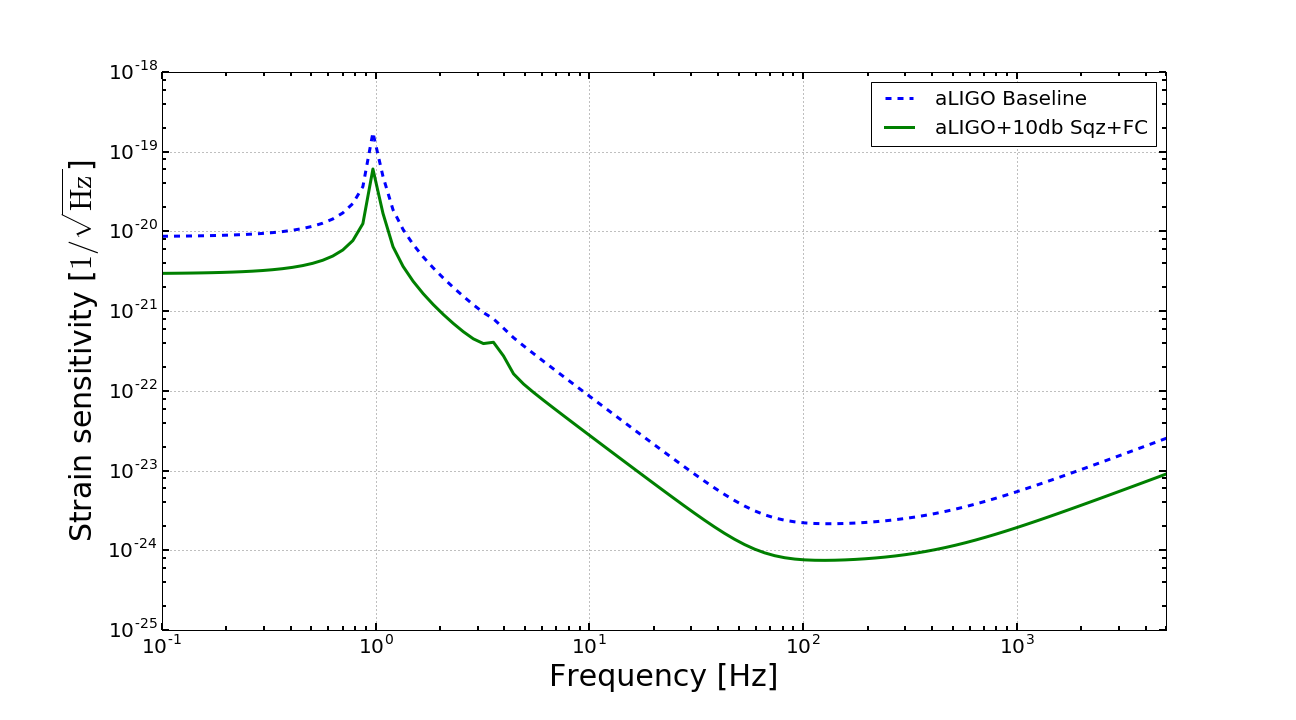 10^-18
10^-19
10^-20
10^-21
10^-22
10^-23
10^-24
10^-25
Strain sensitivity [1/√Hz]
aLIGO Baseline
aLIGO+10db Sqz+FC
10^-1 10^0 10^1 10^2 10^3
Frequency [Hz]